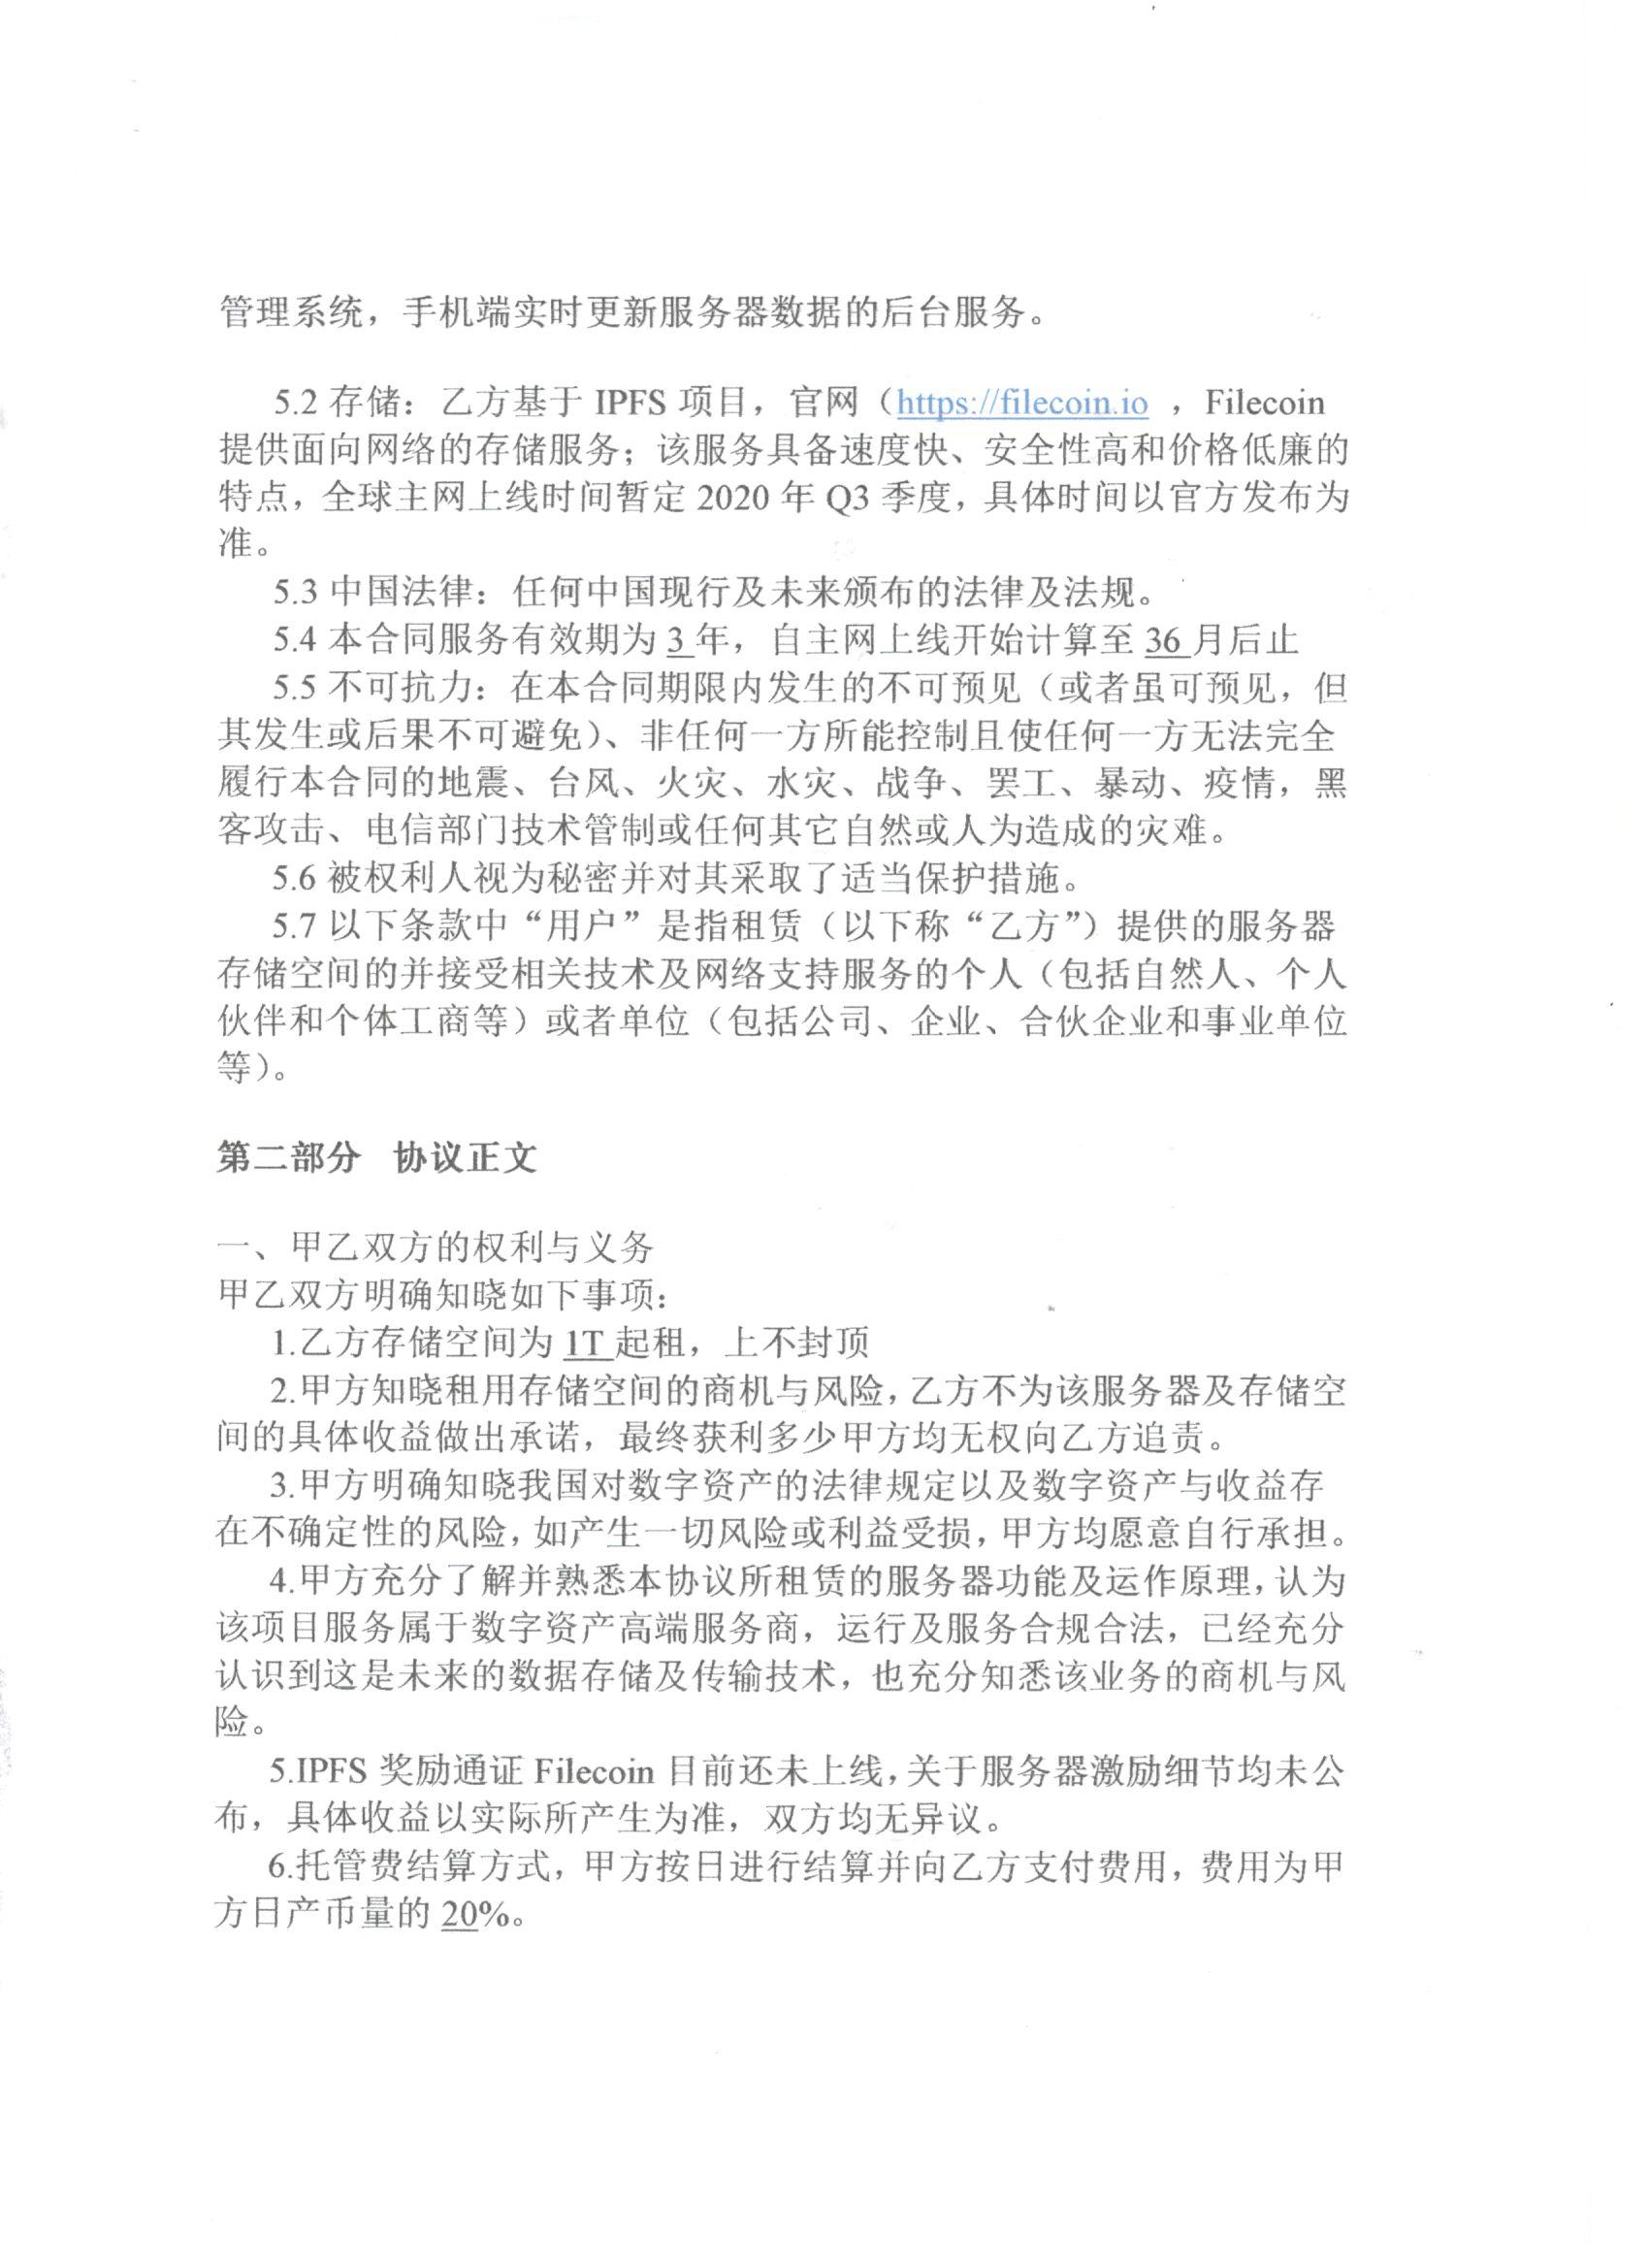 管理系统，手机端实时更新服务器数据的后台服务。
5.2 存储：乙方基于 IPFS 项目，官网（https://filecoin.io ，Filecoin
提供面向网络的存储服务；该服务具备速度快、安全性高和价格低廉的
特点，全球主网上线时间暂定 2020 年 Q3 季度，具体时间以官方发布为
准。
5.3 中国法律：任何中国现行及未来颁布的法律及法规。
5.4 本合同服务有效期为 3 年，自主网上线开始计算至 36 月后止
5.5 不可抗力：在本合同期限内发生的不可预见（或者虽可预见，但
其发生或后果不可避免）、非任何一方所能控制且使任何一方无法完全
履行本合同的地震、台风、火灾、水灾、战争、罢工、暴动、疫情，黑
客攻击、电信部门技术管制或任何其它自然或人为造成的灾难。
5.6 被权利人视为秘密并对其采取了适当保护措施。
5.7 以下条款中“用户”是指租赁（以下称“乙方”）提供的服务器
存储空间的并接受相关技术及网络支持服务的个人（包括自然人、个人
伙伴和个体工商等）或者单位（包括公司、企业、合伙企业和事业单位
等）。
第二部分 协议正文
一、甲乙双方的权利与义务
甲乙双方明确知晓如下事项：
1.乙方存储空间为 1T 起租，上不封顶
2.甲方知晓租用存储空间的商机与风险，乙方不为该服务器及存储空
间的具体收益做出承诺，最终获利多少甲方均无权向乙方追责。
3.甲方明确知晓我国对数字资产的法律规定以及数字资产与收益存
在不确定性的风险，如产生一切风险或利益受损，甲方均愿意自行承担。
4.甲方充分了解并熟悉本协议所租赁的服务器功能及运作原理，认为
该项目服务属于数字资产高端服务商，运行及服务合规合法，已经充分
认识到这是未来的数据存储及传输技术，也充分知悉该业务的商机与风
险。
5.IPFS 奖励通证 Filecoin 目前还未上线，关于服务器激励细节均未公
布，具体收益以实际所产生为准，双方均无异议。
6.托管费结算方式，甲方按日进行结算并向乙方支付费用，费用为甲
方日产币量的 20%。